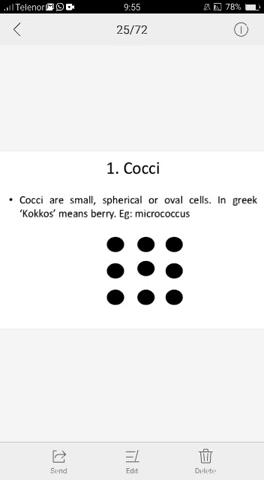 Telenor 9:55 78%
25/72
1. Cocci
• Cocci are small, spherical or oval cells. In greek
'Kokkos' means berry. Eg: micrococcus
Send Edit Delete